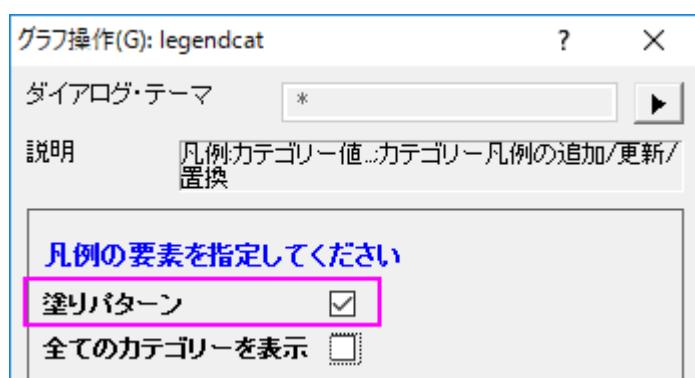 グラフ操作(G): legendcat ? ×
ダイアログ・テーマ *
説明 凡例:カテゴリー値...:カテゴリー凡例の追加/更新/
置換
凡例の要素を指定してください
塗りパターン
全てのカテゴリーを表示